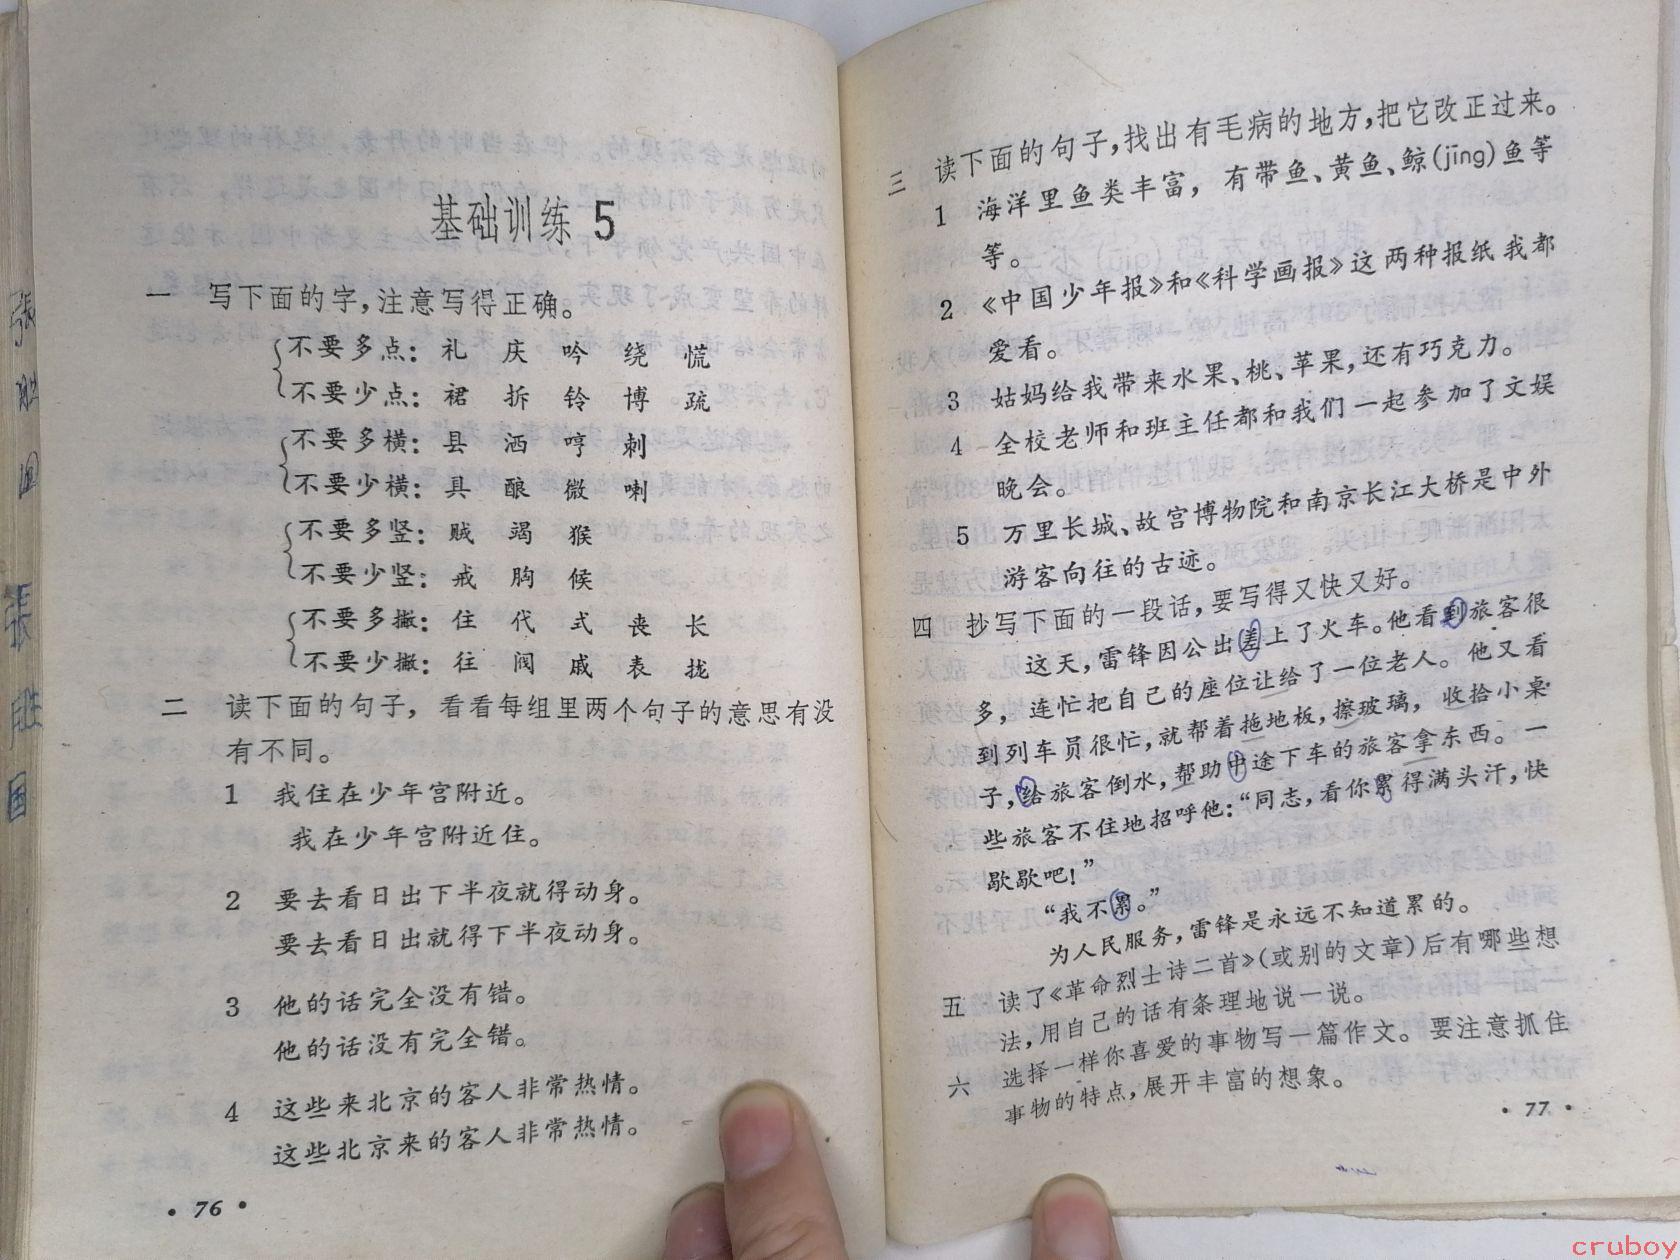 基础训练 5
一 写下面的字，注意写得正确。
不要多点：礼 庆 吟 绕 慌
不要少点：裙 拆 铃 博 疏
不要多横：县 洒 哼 刺
不要少横：具 酿 微 喇
不要多竖：贼 竭 猴
不要少竖：戒 胸 候
不要多撇：住 代 式 丧 长
不要少撇：往 阀 戚 表 拢
二 读下面的句子，看看每组里两个句子的意思有没
有不同。
1 我住在少年宫附近。
我在少年宫附近住。
2 要去看日出下半夜就得动身。
要去看日出就得下半夜动身。
3 他的话完全没有错。
他的话没有完全错。
4 这些来北京的客人非常热情。
这些北京来的客人非常热情。
• 76 •
三 读下面的句子，找出有毛病的地方，把它改正过来。
1 海洋里鱼类丰富，有带鱼、黄鱼、鲸(jīng)鱼等
等。
2 《中国少年报》和《科学画报》这两种报纸我都
爱看。
3 姑妈给我带来水果、桃、苹果，还有巧克力。
4 全校老师和班主任都和我们一起参加了文娱
晚会。
5 万里长城、故宫博物院和南京长江大桥是中外
游客向往的古迹。
四 抄写下面的一段话，要写得又快又好。
这天，雷锋因公出差上了火车。他看到旅客很
多，连忙把自己的座位让给了一位老人。他又看
到列车员很忙，就帮着拖地板，擦玻璃，收拾小桌
子，给旅客倒水，帮助中途下车的旅客拿东西。一
些旅客不住地招呼他：“同志，看你累得满头汗，快
歇歇吧！”
“我不累。”
为人民服务，雷锋是永远不知道累的。
五 读了《革命烈士诗二首》(或别的文章)后有哪些想
法，用自己的话有条理地说一说。
六 选择一样你喜爱的事物写一篇作文。要注意抓住
事物的特点，展开丰富的想象。
• 77 •
cruboy